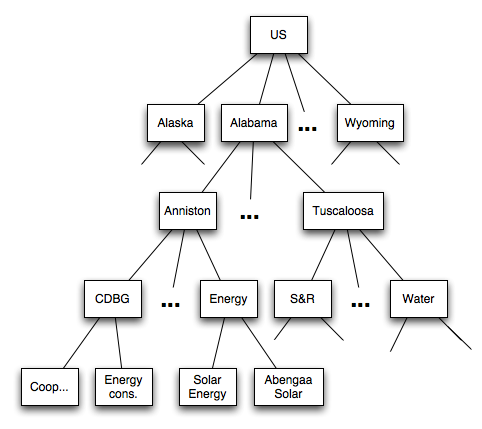 US
Alaska
Alabama
...
Wyoming
Anniston
...
Tuscaloosa
CDBG
...
Energy
S&R
...
Water
Coop...
Energy
cons.
Solar
Energy
Abengaa
Solar